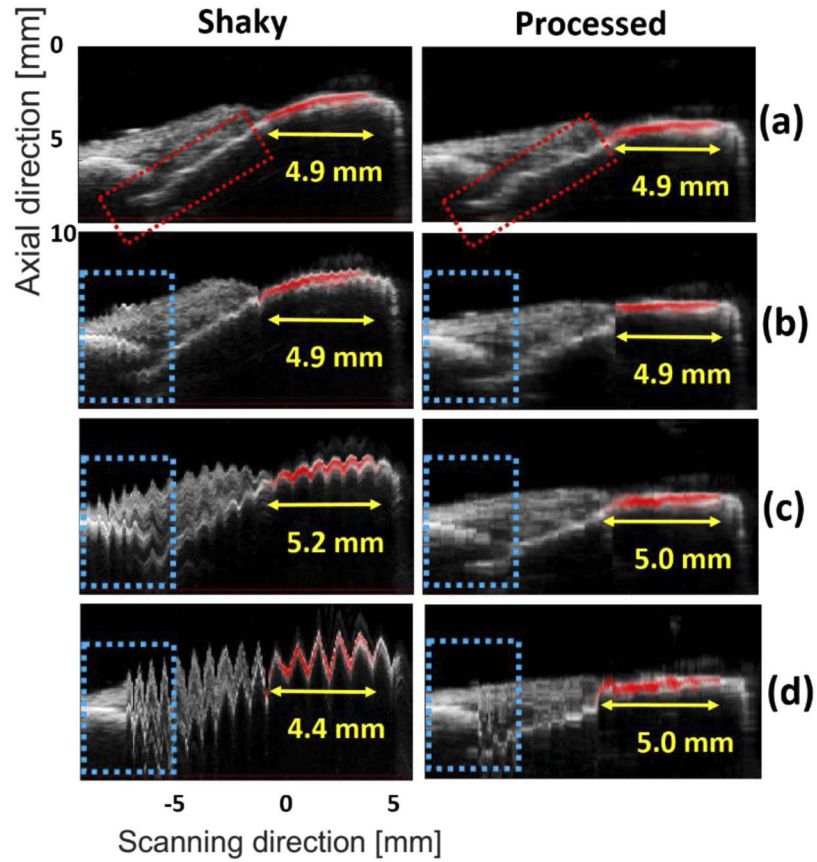 Shaky
Processed
Axial direction [mm]
0
5
10
4.9 mm
4.9 mm
(a)
4.9 mm
4.9 mm
(b)
5.2 mm
5.0 mm
(c)
4.4 mm
5.0 mm
(d)
-5
0
5
Scanning direction [mm]